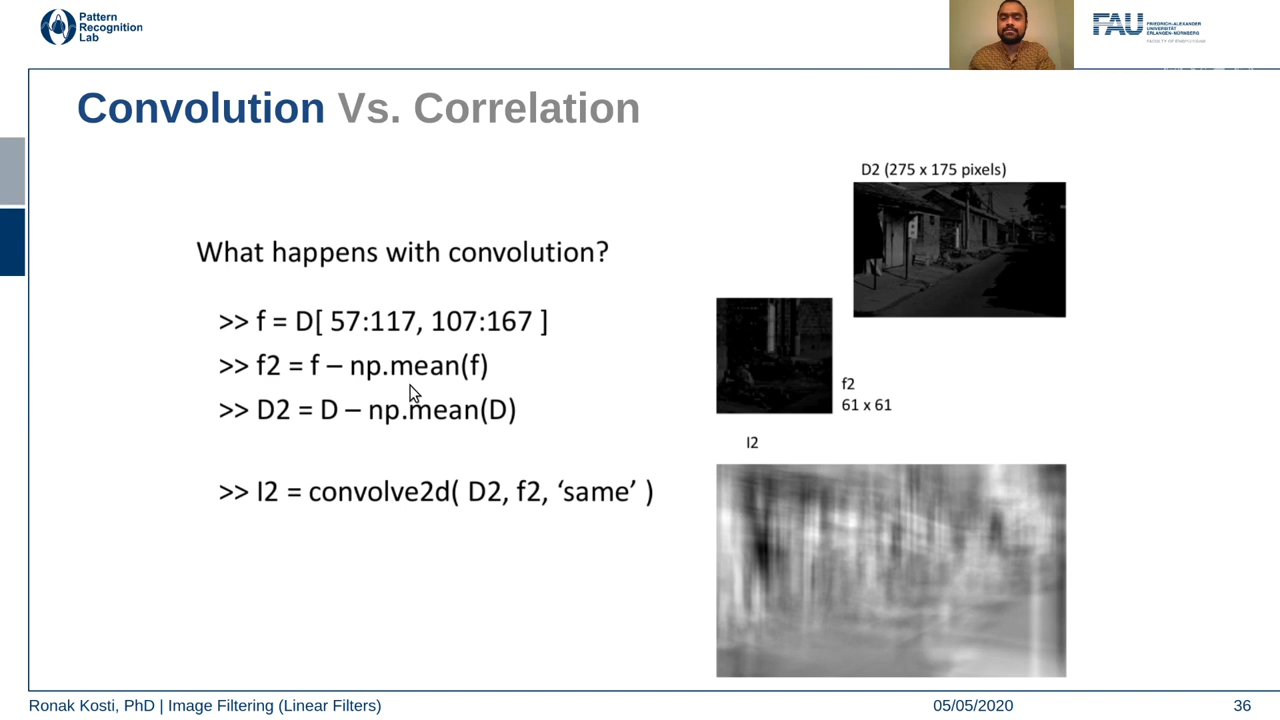 Pattern
Recognition
Lab
FAU
FRIEDRICH-ALEXANDER
UNIVERSITÄT
ERLANGEN-NÜRNBERG
Convolution Vs. Correlation
D2 (275 x 175 pixels)
What happens with convolution?
>> f = D[ 57:117, 107:167 ]
>> f2 = f – np.mean(f)
>> D2 = D – np.mean(D)
f2
61 x 61
I2
>> I2 = convolve2d( D2, f2, ‘same’ )
Ronak Kosti, PhD | Image Filtering (Linear Filters)
05/05/2020
36